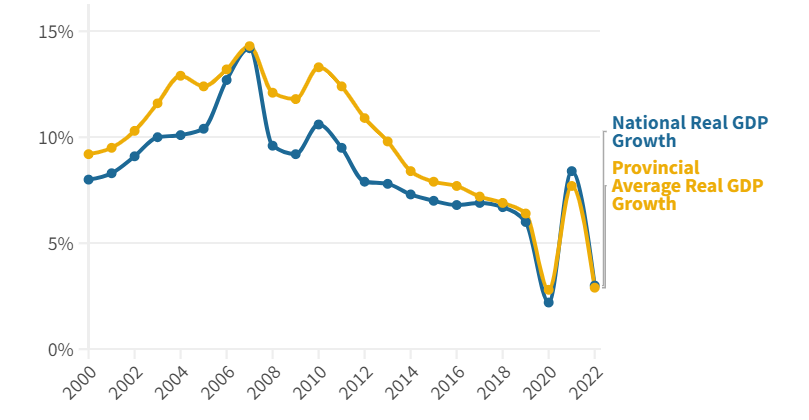 15%
10%
5%
0%
National Real GDP
Growth
Provincial
Average Real GDP
Growth
2000 2002 2004 2006 2008 2010 2012 2014 2016 2018 2020 2022